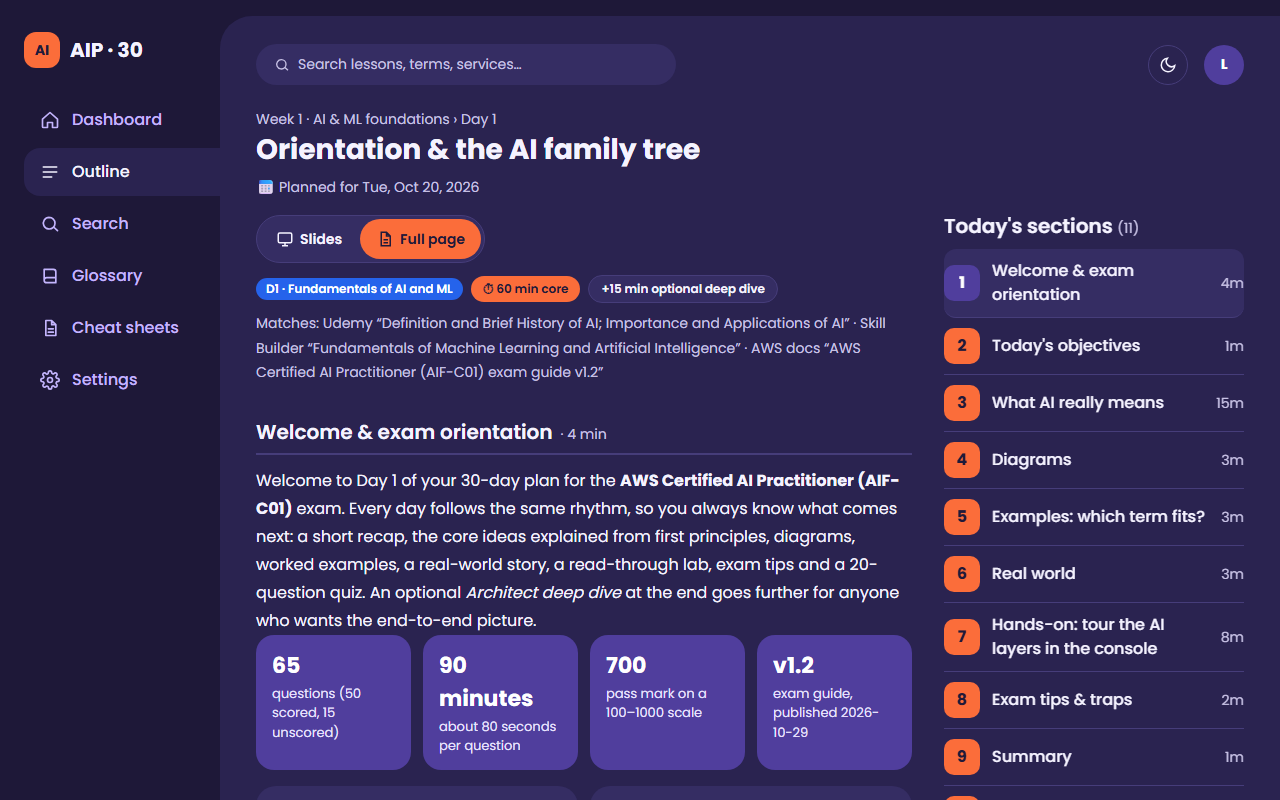 AI AIP · 30
Dashboard
Outline
Search
Glossary
Cheat sheets
Settings
Search lessons, terms, services…
L
Week 1 · AI & ML foundations › Day 1
Orientation & the AI family tree
Planned for Tue, Oct 20, 2026
Slides
Full page
D1 · Fundamentals of AI and ML
⏱ 60 min core
+15 min optional deep dive
Matches: Udemy “Definition and Brief History of AI; Importance and Applications of AI” · Skill
Builder “Fundamentals of Machine Learning and Artificial Intelligence” · AWS docs “AWS
Certified AI Practitioner (AIF-C01) exam guide v1.2”
Welcome & exam orientation · 4 min
Welcome to Day 1 of your 30-day plan for the AWS Certified AI Practitioner (AIF-
C01) exam. Every day follows the same rhythm, so you always know what comes
next: a short recap, the core ideas explained from first principles, diagrams,
worked examples, a real-world story, a read-through lab, exam tips and a 20-
question quiz. An optional Architect deep dive at the end goes further for anyone
who wants the end-to-end picture.
65
questions (50
scored, 15
unscored)
90
minutes
about 80 seconds
per question
700
pass mark on a
100–1000 scale
v1.2
exam guide,
published 2026-
10-29
Today's sections (11)
1 Welcome & exam
orientation 4m
2 Today's objectives 1m
3 What AI really means 15m
4 Diagrams 3m
5 Examples: which term fits? 3m
6 Real world 3m
7 Hands-on: tour the AI
layers in the console 8m
8 Exam tips & traps 2m
9 Summary 1m